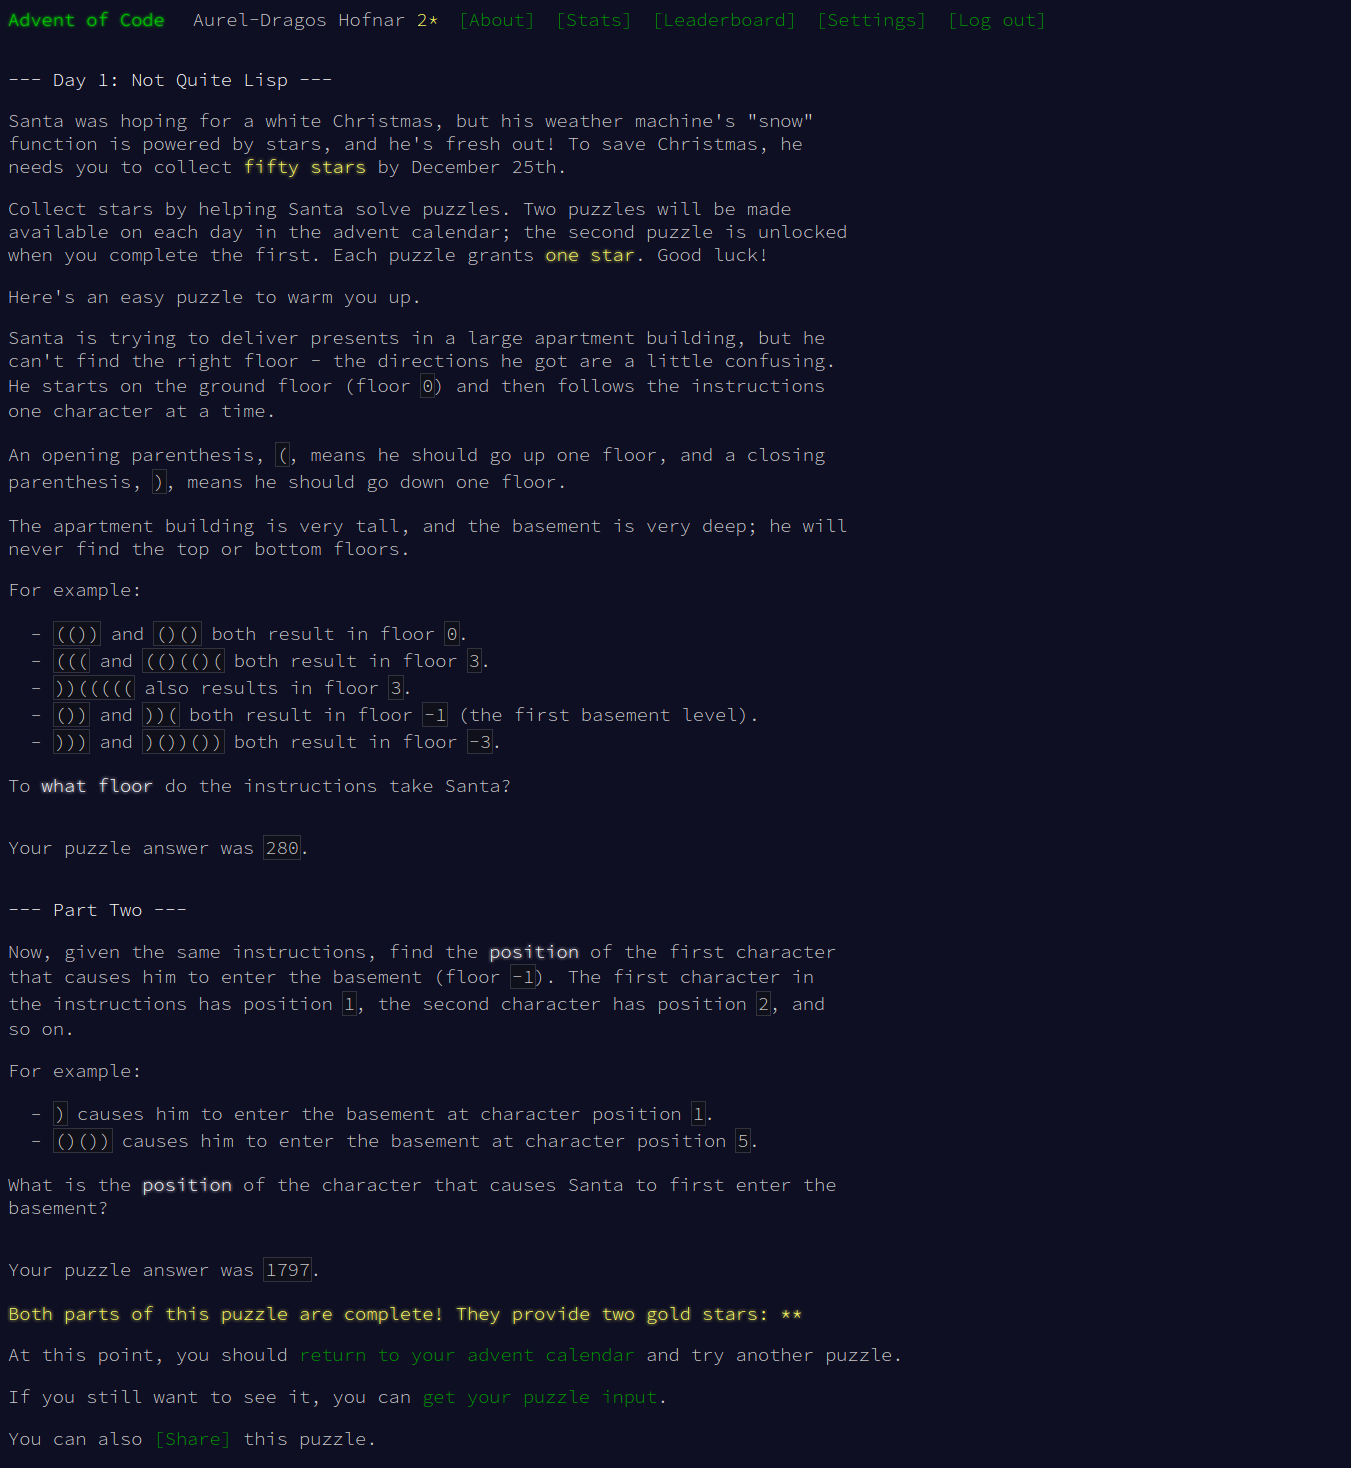 Advent of Code Aurel-Dragos Hofnar 2* [About] [Stats] [Leaderboard] [Settings] [Log out]
--- Day 1: Not Quite Lisp ---
Santa was hoping for a white Christmas, but his weather machine's "snow"
function is powered by stars, and he's fresh out! To save Christmas, he
needs you to collect fifty stars by December 25th.
Collect stars by helping Santa solve puzzles. Two puzzles will be made
available on each day in the advent calendar; the second puzzle is unlocked
when you complete the first. Each puzzle grants one star. Good luck!
Here's an easy puzzle to warm you up.
Santa is trying to deliver presents in a large apartment building, but he
can't find the right floor - the directions he got are a little confusing.
He starts on the ground floor (floor 0) and then follows the instructions
one character at a time.
An opening parenthesis, (, means he should go up one floor, and a closing
parenthesis, ), means he should go down one floor.
The apartment building is very tall, and the basement is very deep; he will
never find the top or bottom floors.
For example:
- (()) and ()() both result in floor 0.
- ((( and (()(()( both result in floor 3.
- ))((((( also results in floor 3.
- ()) and ))( both result in floor -1 (the first basement level).
- ))) and )())()) both result in floor -3.
To what floor do the instructions take Santa?
Your puzzle answer was 280.
--- Part Two ---
Now, given the same instructions, find the position of the first character
that causes him to enter the basement (floor -1). The first character in
the instructions has position 1, the second character has position 2, and
so on.
For example:
- ) causes him to enter the basement at character position 1.
- ()()) causes him to enter the basement at character position 5.
What is the position of the character that causes Santa to first enter the
basement?
Your puzzle answer was 1797.
Both parts of this puzzle are complete! They provide two gold stars: **
At this point, you should return to your advent calendar and try another puzzle.
If you still want to see it, you can get your puzzle input.
You can also [Share] this puzzle.